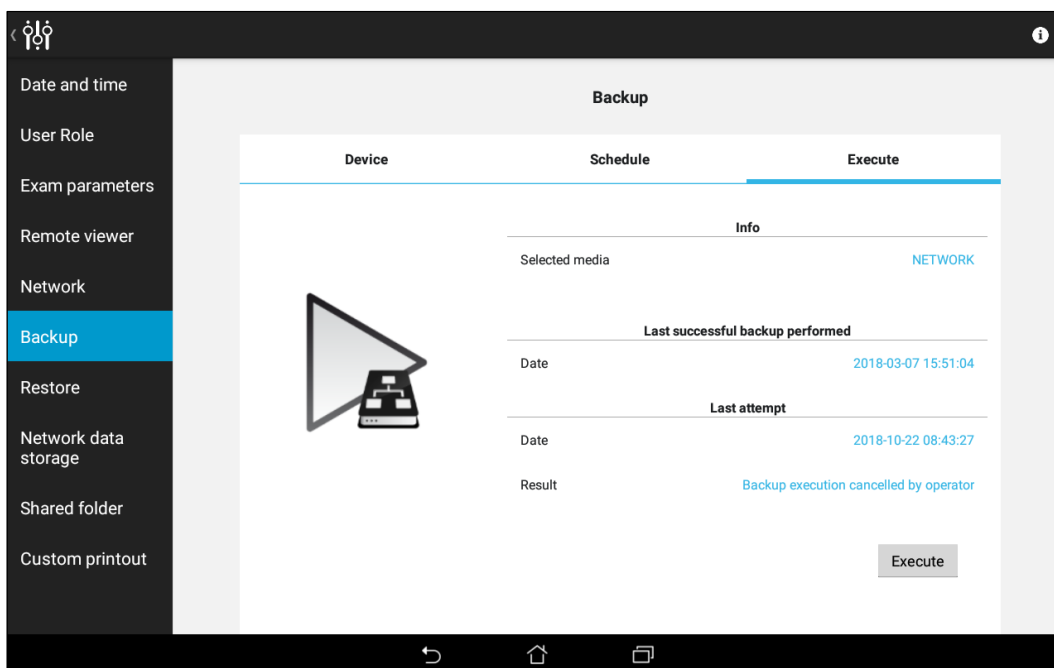 Date and time
User Role
Exam parameters
Remote viewer
Network
Backup
Restore
Network data
storage
Shared folder
Custom printout
Backup
Device Schedule Execute
Info
Selected media NETWORK
Last successful backup performed
Date 2018-03-07 15:51:04
Last attempt
Date 2018-10-22 08:43:27
Result Backup execution cancelled by operator
Execute